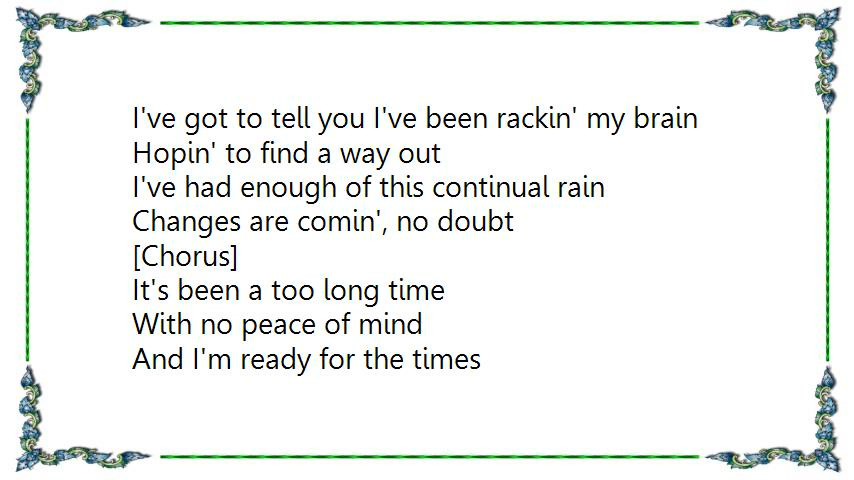 I've got to tell you I've been rackin' my brain
Hopin' to find a way out
I've had enough of this continual rain
Changes are comin', no doubt
[Chorus]
It's been a too long time
With no peace of mind
And I'm ready for the times